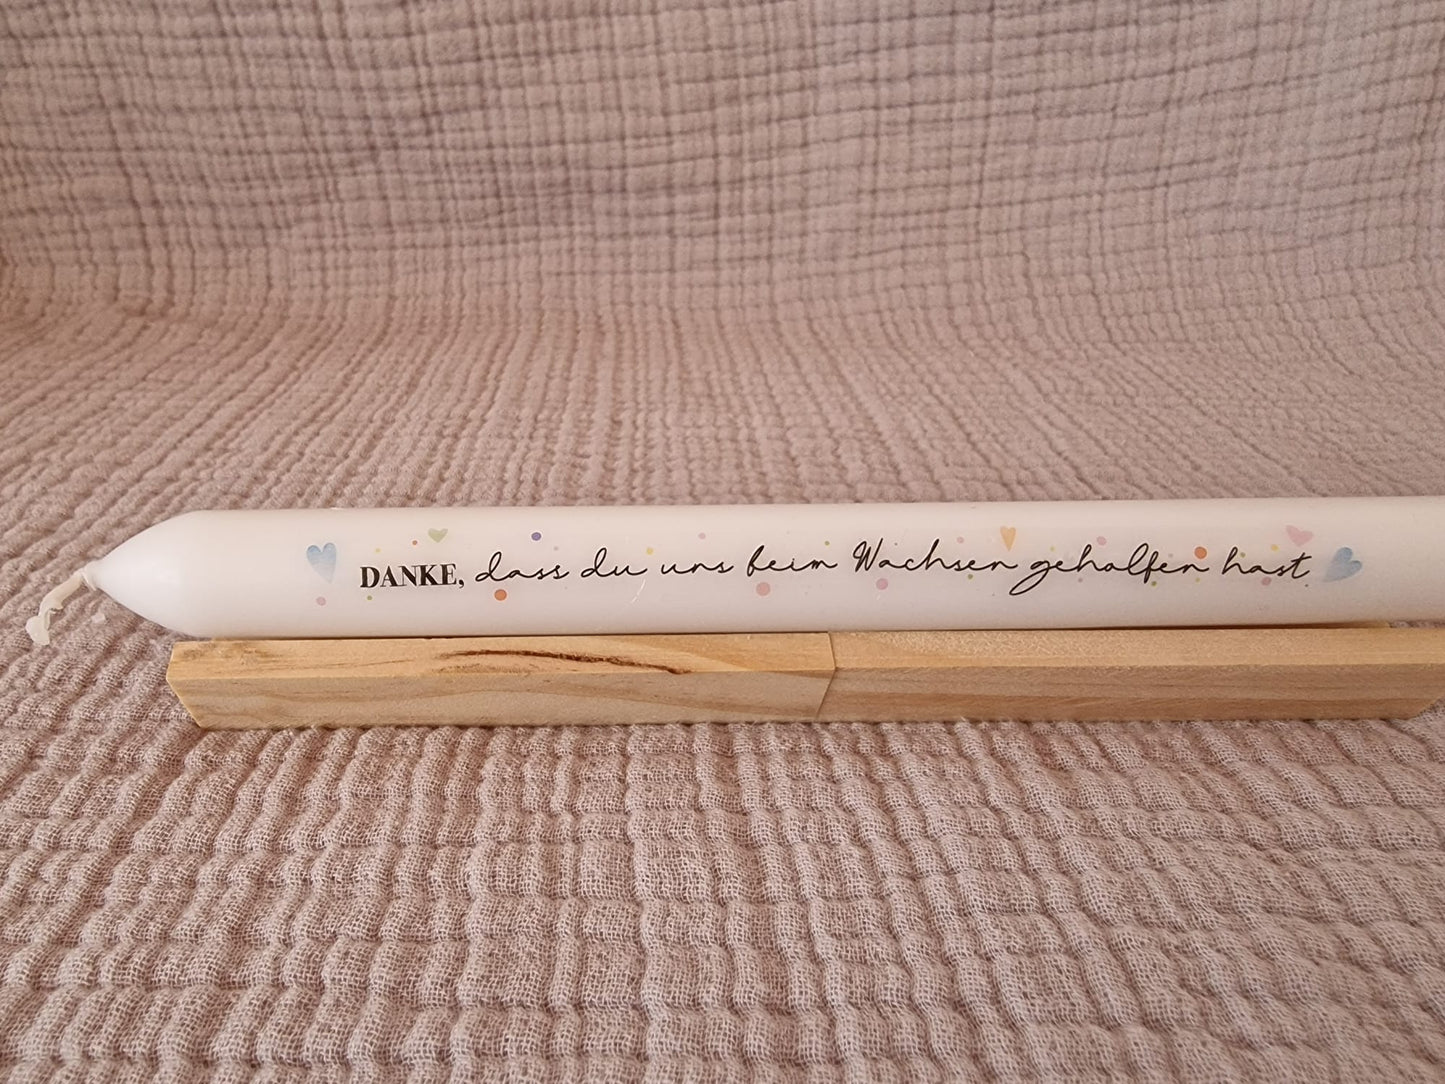 DANKE, dass du uns beim Wachsen geholfen hast.